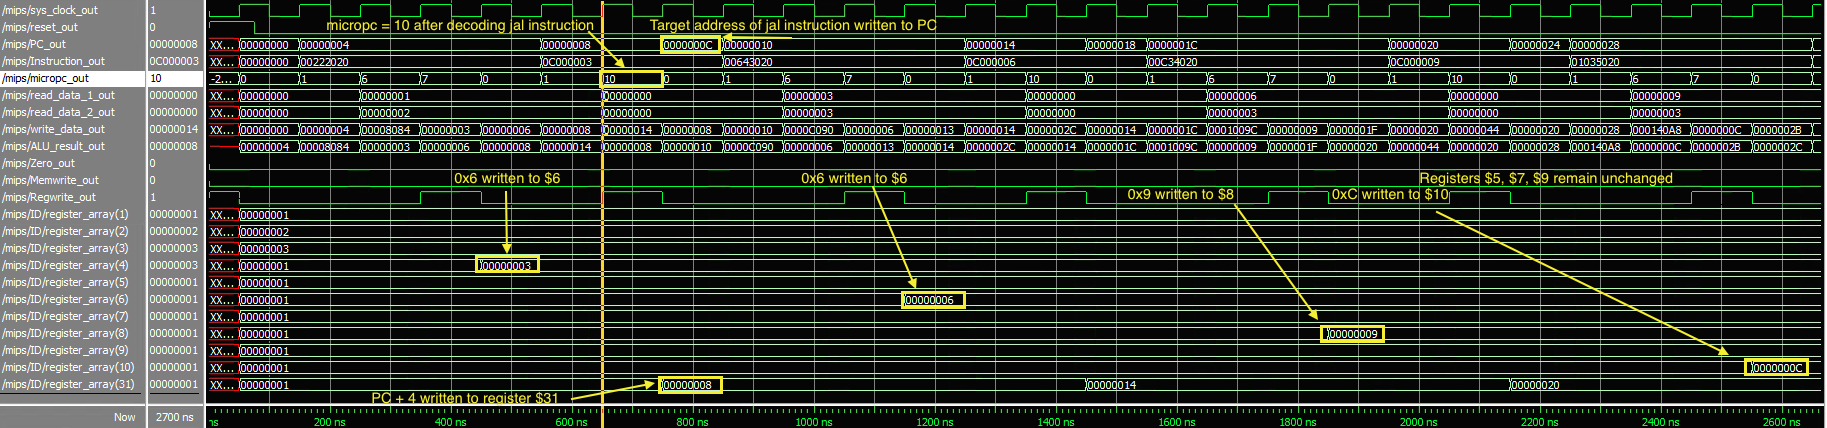 /mips/sys_clock_out 1
/mips/reset_out 0
micropc = 10 after decoding jal instruction Target address of jal instruction written to PC
/mips/PC_out 00000008 XX... 00000000 00000004 00000008 0000000C 00000010 00000014 00000018 0000001C 00000020 00000024 00000028
/mips/Instruction_out 0C000003 XX... 00000000 00222020 0C000003 00643020 0C000006 00C34020 0C000009 01035020
/mips/micropc_out 10 -2... 0 1 6 7 0 1 10 0 1 6 7 0 1 10 0 1 6 7 0 1 10 0 1 6 7 0
/mips/read_data_1_out 00000000 00000000 00000001 00000000 00000003 00000000 00000006 00000000 00000009
/mips/read_data_2_out 00000000 00000000 00000002 00000000 00000003 00000000 00000003 00000000 00000003
/mips/write_data_out 00000014 00000000 00000004 00008084 00000003 00000006 00000008 00000014 00000008 00000010 0000C090 00000006 00000013 00000014 0000002C 00000014 0000001C 0001009C 00000009 0000001F 00000020 00000044 00000020 00000028 000140A8 0000000C 0000002B
/mips/ALU_result_out 00000008 00000004 00008084 00000003 00000006 00000008 00000014 00000008 00000010 0000C090 00000006 00000013 00000014 0000002C 00000014 0000001C 0001009C 00000009 0000001F 00000020 00000044 00000020 00000028 000140A8 0000000C 0000002B 0000002C
/mips/Zero_out 0
/mips/Memwrite_out 0
0x6 written to $6 0x6 written to $6 Registers $5, $7, $9 remain unchanged
/mips/Regwrite_out 1
0x9 written to $8 0xC written to $10
/mips/ID/register_array(1) 00000001 XX... 00000001
/mips/ID/register_array(2) 00000002 XX... 00000002
/mips/ID/register_array(3) 00000003 XX... 00000003
/mips/ID/register_array(4) 00000003 XX... 00000001 00000003
/mips/ID/register_array(5) 00000001 XX... 00000001
/mips/ID/register_array(6) 00000001 XX... 00000001 00000006
/mips/ID/register_array(7) 00000001 XX... 00000001
/mips/ID/register_array(8) 00000001 XX... 00000001 00000009
/mips/ID/register_array(9) 00000001 XX... 00000001
/mips/ID/register_array(10) 00000001 XX... 00000001 0000000C
/mips/ID/register_array(31) 00000001 XX... 00000001 00000008 00000014 00000020
PC + 4 written to register $31
Now 2700 ns ns 200 ns 400 ns 600 ns 800 ns 1000 ns 1200 ns 1400 ns 1600 ns 1800 ns 2000 ns 2200 ns 2400 ns 2600 ns